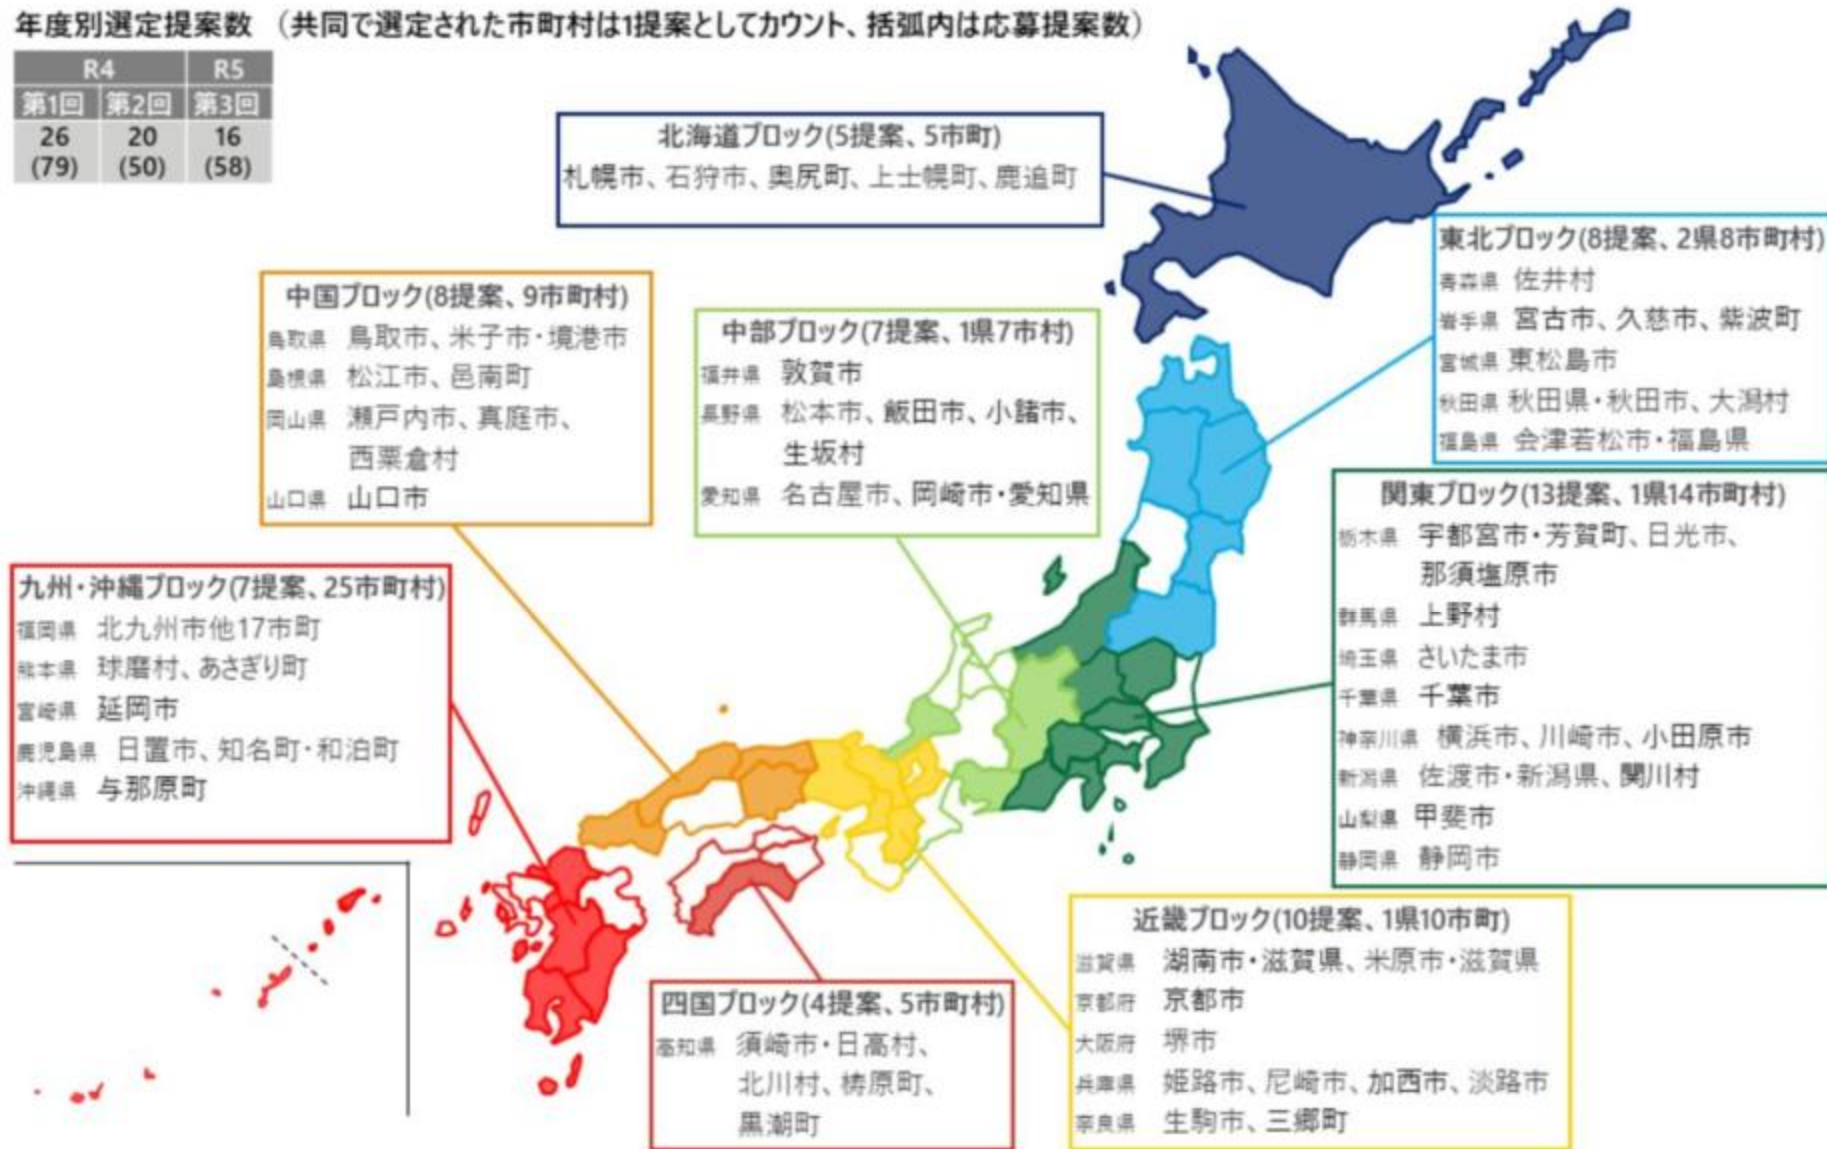 年度別選定提案数 （共同で選定された市町村は1提案としてカウント、括弧内は応募提案数）
R4 R5
第1回 第2回 第3回
26 20 16
(79) (50) (58)
北海道ブロック(5提案、5市町)
札幌市、石狩市、奥尻町、上士幌町、鹿追町
東北ブロック(8提案、2県8市町村)
青森県 佐井村
岩手県 宮古市、久慈市、紫波町
宮城県 東松島市
秋田県 秋田県・秋田市、大潟村
福島県 会津若松市・福島県
中国ブロック(8提案、9市町村)
鳥取県 鳥取市、米子市・境港市
島根県 松江市、邑南町
岡山県 瀬戸内市、真庭市、
西粟倉村
山口県 山口市
中部ブロック(7提案、1県7市村)
福井県 敦賀市
長野県 松本市、飯田市、小諸市、
生坂村
愛知県 名古屋市、岡崎市・愛知県
関東ブロック(13提案、1県14市町村)
栃木県 宇都宮市・芳賀町、日光市、
那須塩原市
群馬県 上野村
埼玉県 さいたま市
千葉県 千葉市
神奈川県 横浜市、川崎市、小田原市
新潟県 佐渡市・新潟県、関川村
山梨県 甲斐市
静岡県 静岡市
九州・沖縄ブロック(7提案、25市町村)
福岡県 北九州市他17市町
熊本県 球磨村、あさぎり町
宮崎県 延岡市
鹿児島県 日置市、知名町・和泊町
沖縄県 与那原町
四国ブロック(4提案、5市町村)
高知県 須崎市・日高村、
北川村、梼原町、
黒潮町
近畿ブロック(10提案、1県10市町)
滋賀県 湖南市・滋賀県、米原市・滋賀県
京都府 京都市
大阪府 堺市
兵庫県 姫路市、尼崎市、加西市、淡路市
奈良県 生駒市、三郷町